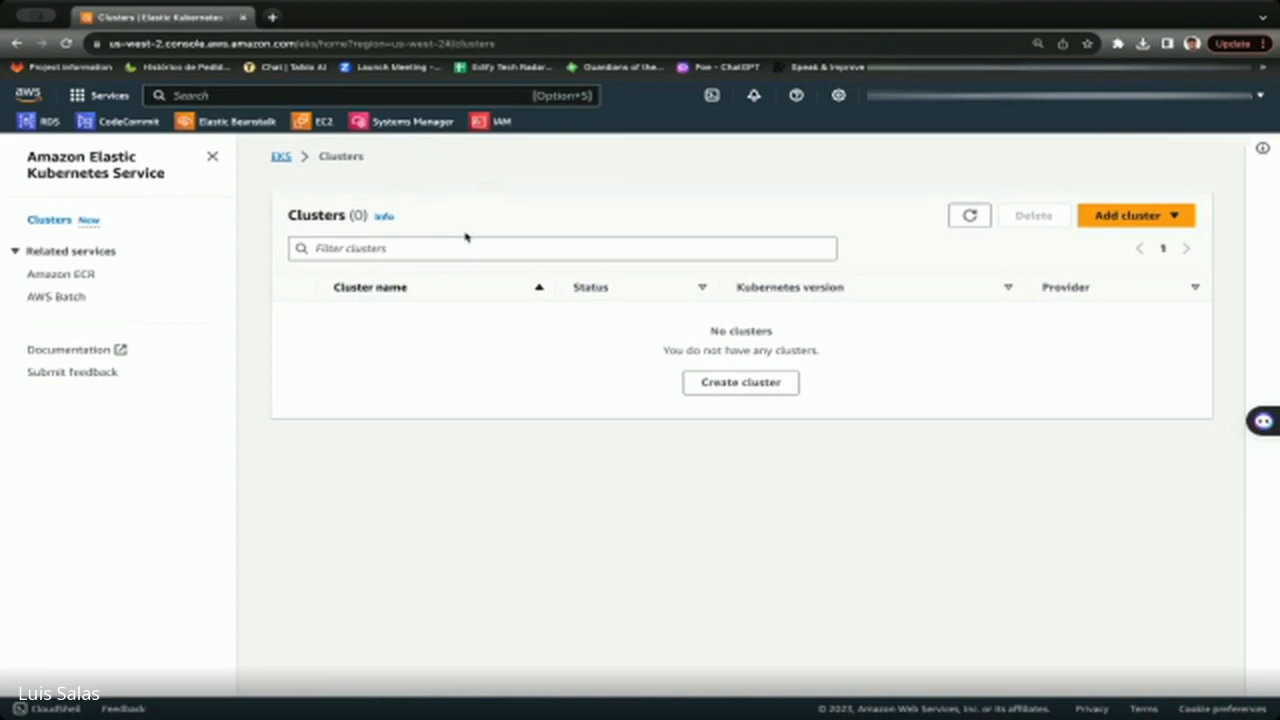 Clusters | Elastic Kubernetes
us-west-2.console.aws.amazon.com/eks/home?region=us-west-2#/clusters
Update
Project information
Histórico de Pedid...
Chat | Takio AI
Launch Meeting -...
Edify Tech Radar...
Guardians of the...
Poe - ChatGPT
Speak & Improve
aws
Services
Search
[Option+S]
RDS
CodeCommit
Elastic Beanstalk
EC2
Systems Manager
IAM
Amazon Elastic
Kubernetes Service
Clusters New
Related services
Amazon ECR
AWS Batch
Documentation
Submit feedback
EKS > Clusters
Clusters (0) Info
Delete
Add cluster
Filter clusters
1
Cluster name
Status
Kubernetes version
Provider
No clusters
You do not have any clusters.
Create cluster
Luis Salas
CloudShell
Feedback
© 2023, Amazon Web Services, Inc. or its affiliates.
Privacy
Terms
Cookie preferences